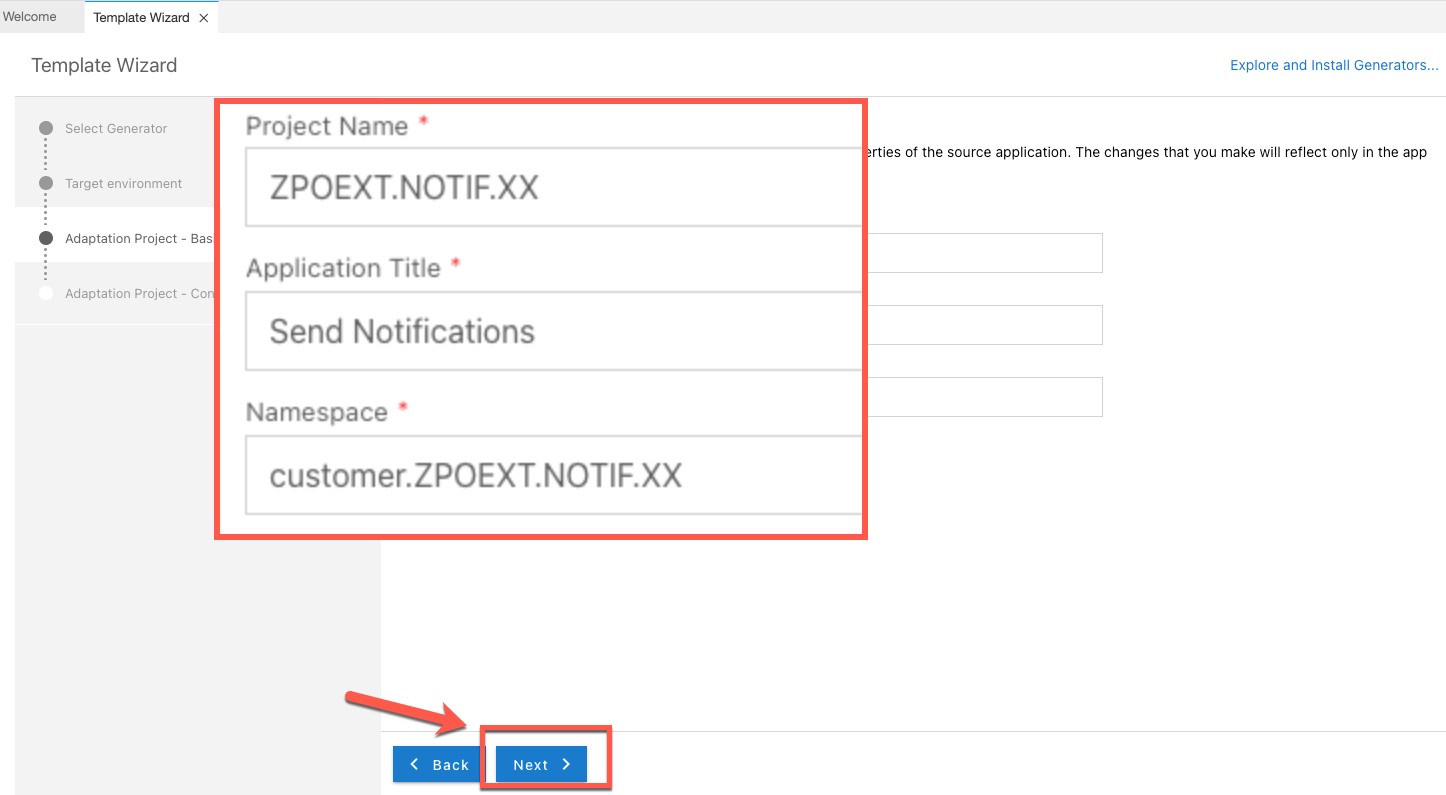 Welcome
Template Wizard
Template Wizard
Explore and Install Generators...
Select Generator
Target environment
Adaptation Project - Bas
Adaptation Project - Con
Project Name *
ZPOEXT.NOTIF.XX
Application Title *
Send Notifications
Namespace *
customer.ZPOEXT.NOTIF.XX
erties of the source application. The changes that you make will reflect only in the app
Back
Next